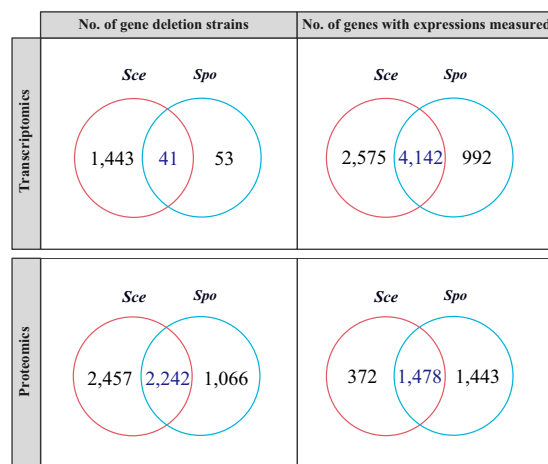 No. of gene deletion strains
No. of genes with expressions measured
Transcriptomics
Sce Spo
1,443 41 53
Sce Spo
2,575 4,142 992
Proteomics
Sce Spo
2,457 2,242 1,066
Sce Spo
372 1,478 1,443